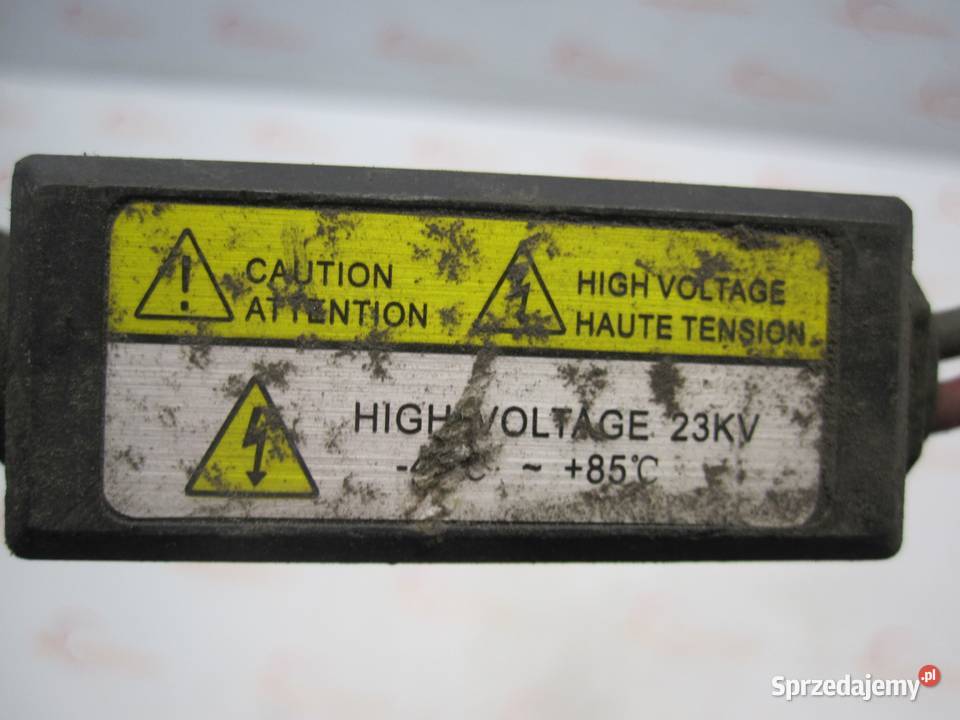 CAUTION
ATTENTION
HIGH VOLTAGE
HAUTE TENSION
HIGH VOLTAGE 23KV
~ +85℃
Sprzedajemy.pl